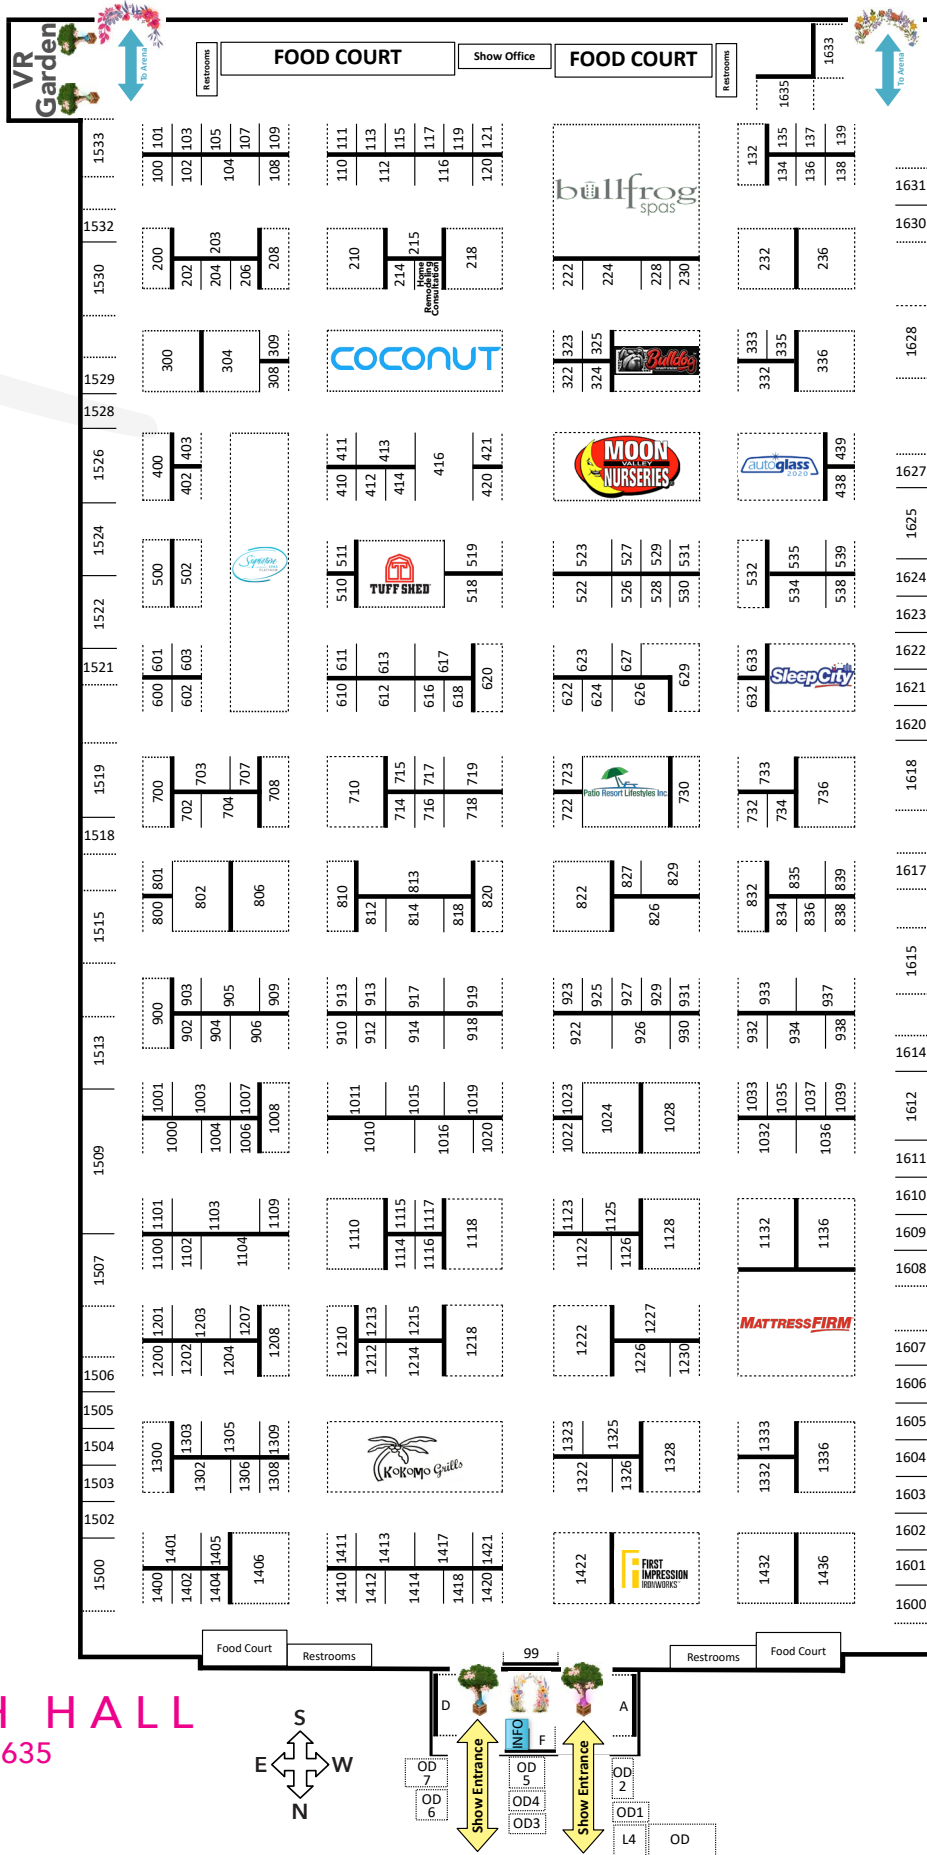 VR
Garden
To Arena
Restrooms
FOOD COURT
Show Office
FOOD COURT
Restrooms
To Arena
1633
1635
1533
101 103 105 107 109
111 113 115 117 119 121
135 137 139
132
100 102 104 108
110 112 116 120
134 136 138
bullfrog
spas
1631
1630
1532
1530
200 203 208
202 204 206
210 215 218
214 Home
Remodeling
Consultation
222 224 228 230
232 236
1529
300 304 309
308
COCONUT
323 325
322 324
Bulldog
333 335
332 336
1628
1528
1526
400 403
402
411 413 416 421
410 412 414 420
MOON
VALLEY
NURSERIES
autoglass
2020
439
438
1627
1625
1524
1522
500 502
Signature
511 519
510 518
TUFF SHED
523 527 529 531
522 526 528 530
532 535 539
534 538
1624
1623
1521
601 603
600 602
611 613 617
610 612 616 618 620
623 627 629
622 624 626
633
632
SleepCity
1622
1621
1620
1519
1518
700 703 707 708
702 704
710 715 717 719
714 716 718
723
722
Patio Resort Lifestyles Inc.
730
733 736
732 734
1618
1515
801 802 806
800
810 813 820
812 814 818
822 827 829
826
832 835 839
834 836 838
1617
1615
1513
900 903 905 909
902 904 906
913 913 917 919
910 912 914 918
923 925 927 929 931
922 926 930
933 937
932 934 938
1614
1509
1001 1003 1007 1008
1000 1004 1006
1011 1015 1019
1010 1016 1020
1023 1024 1028
1022
1033 1035 1037 1039
1032 1036
1612
1611
1507
1101 1103 1109
1100 1102 1104
1110 1115 1117 1118
1114 1116
1123 1125 1128
1122 1126
1132 1136
1610
1609
1608
1506
1201 1203 1207 1208
1200 1202 1204
1210 1213 1215 1218
1212 1214
1222 1227
1226 1230
MATTRESSFIRM
1607
1606
1505
1504
1503
1300 1303 1305 1309
1302 1306 1308
KoKoMo Grills
1323 1325 1328
1322 1326
1333 1336
1332
1605
1604
1603
1502
1500
1401 1405 1406
1400 1402 1404
1411 1413 1417 1421
1410 1412 1414 1418 1420
1422
FIRST
IMPRESSION
IRONWORKS
1432 1436
1602
1601
1600
Food Court
Restrooms
99
Restrooms
Food Court
D
INFO
F
A
Show Entrance
Show Entrance
H HALL
635
S
E W
N
OD
7
OD
6
OD
5
OD4
OD3
OD
2
OD1
L4
OD